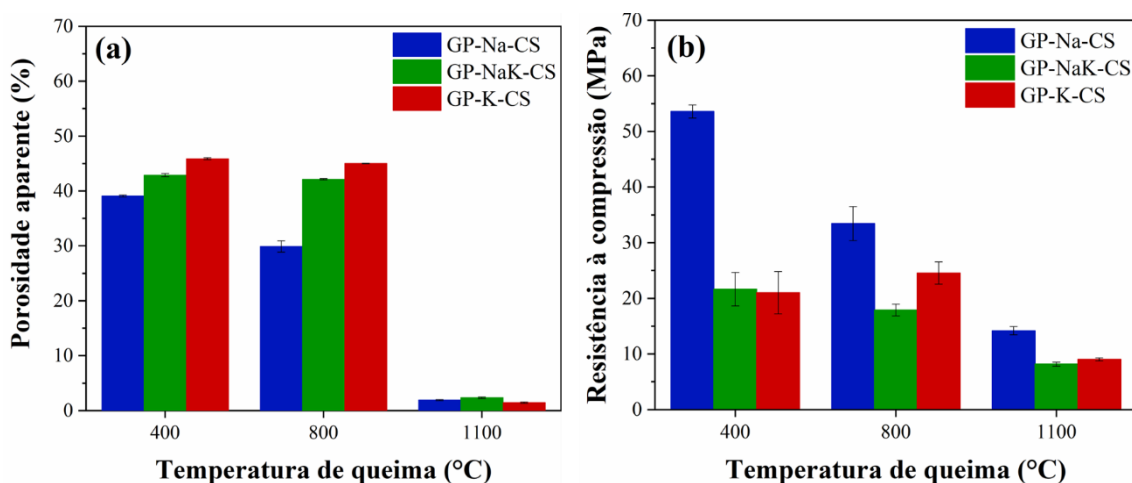 (a)
GP-Na-CS
GP-NaK-CS
GP-K-CS
Porosidade aparente (%)
70
60
50
40
30
20
10
0
400 800 1100
Temperatura de queima (°C)
(b)
GP-Na-CS
GP-NaK-CS
GP-K-CS
Resistência à compressão (MPa)
70
60
50
40
30
20
10
0
400 800 1100
Temperatura de queima (°C)